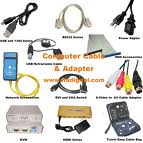 USB and 1394 Series
RS232 Series
Power Adapter
USB Retractable Cable
Computer Cable
& Adapter
Network Accessories
DVI and VGA Series
S-Video to AV Cable Adapter
KVM
HDMI Series
Travel Easy Cable Bag